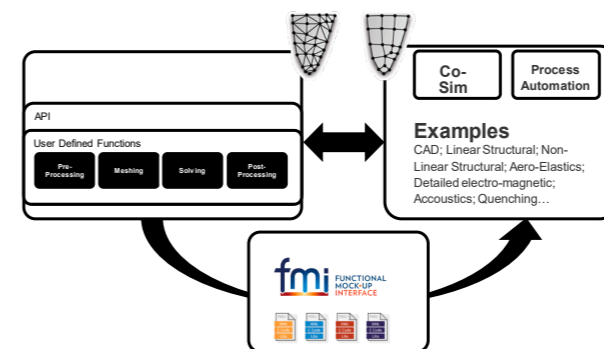 API
User Defined Functions
Pre-
Processing
Meshing
Solving
Post-
Processing
Co-
Sim
Process
Automation
Examples
CAD; Linear Structural; Non-
Linear Structural; Aero-Elastics;
Detailed electro-magnetic;
Accoustics; Quenching…
fmi
FUNCTIONAL
MOCK-UP
INTERFACE